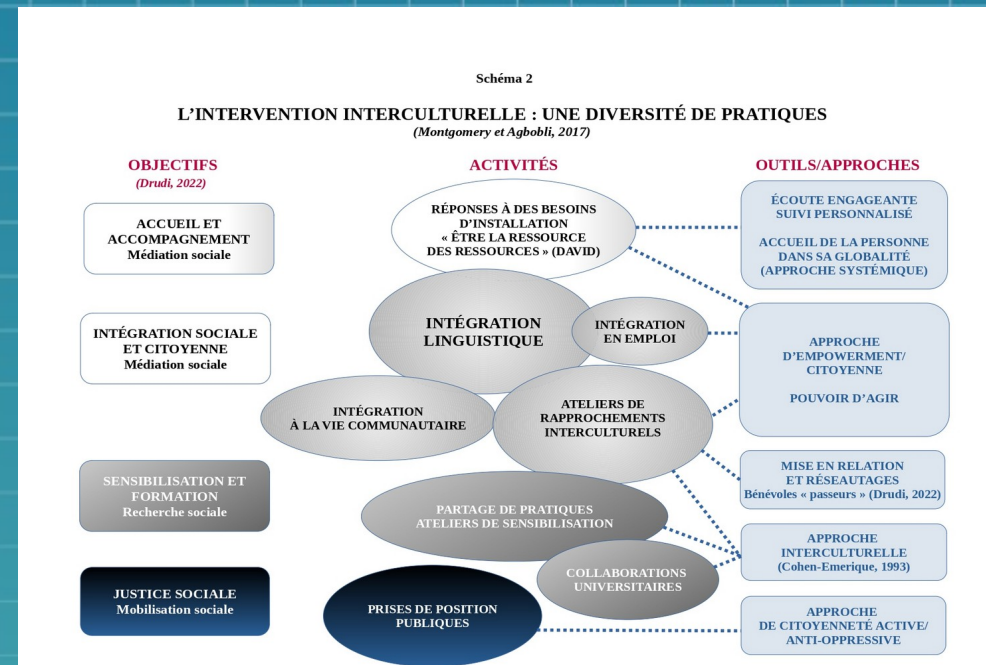 Schéma 2
L'INTERVENTION INTERCULTURELLE : UNE DIVERSITÉ DE PRATIQUES
(Montgomery et Agbobli, 2017)
OBJECTIFS
(Drudi, 2022)
ACCUEIL ET
ACCOMPAGNEMENT
Médiation sociale
INTÉGRATION SOCIALE
ET CITOYENNE
Médiation sociale
SENSIBILISATION ET
FORMATION
Recherche sociale
JUSTICE SOCIALE
Mobilisation sociale
ACTIVITÉS
RÉPONSES À DES BESOINS
D'INSTALLATION
« ÊTRE LA RESSOURCE
DES RESSOURCES » (DAVID)
INTÉGRATION
LINGUISTIQUE
INTÉGRATION
EN EMPLOI
INTÉGRATION
À LA VIE COMMUNAUTAIRE
ATELIERS DE
RAPPROCHEMENTS
INTERCULTURELS
PARTAGE DE PRATIQUES
ATELIERS DE SENSIBILISATION
COLLABORATIONS
UNIVERSITAIRES
PRISES DE POSITION
PUBLIQUES
OUTILS/APPROCHES
ÉCOUTE ENGAGEANTE
SUIVI PERSONNALISÉ
ACCUEIL DE LA PERSONNE
DANS SA GLOBALITÉ
(APPROCHE SYSTÉMIQUE)
APPROCHE
D'EMPOWERMENT/
CITOYENNE
POUVOIR D'AGIR
MISE EN RELATION
ET RÉSEAUTAGES
Bénévoles « passeurs » (Drudi, 2022)
APPROCHE
INTERCULTURELLE
(Cohen-Emerique, 1993)
APPROCHE
DE CITOYENNETÉ ACTIVE/
ANTI-OPPRESSIVE